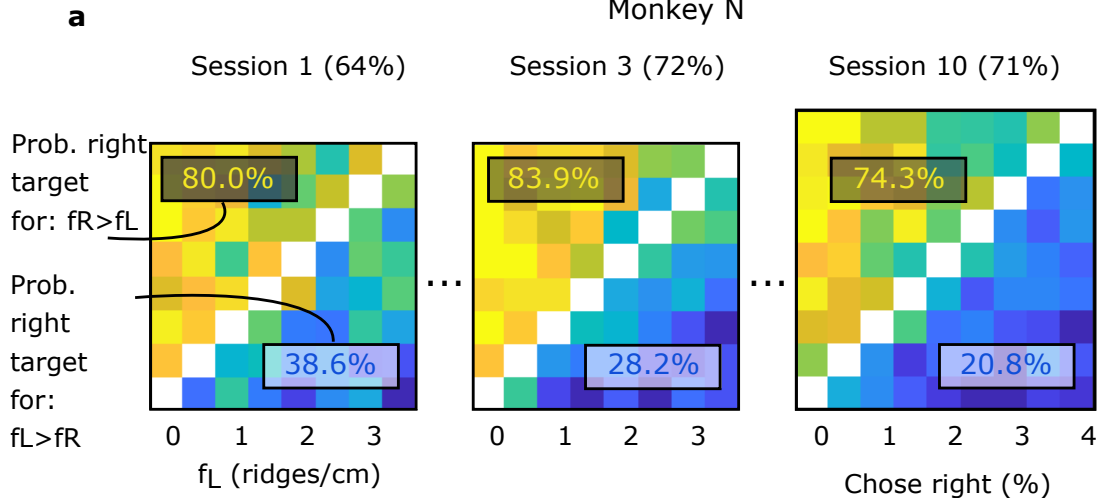 a
Monkey N
Session 1 (64%)
Session 3 (72%)
Session 10 (71%)
Prob. right
target
for: fR>fL
Prob.
right
target
for:
fL>fR
80.0%
38.6%
83.9%
28.2%
74.3%
20.8%
...
...
0 1 2 3
0 1 2 3
0 1 2 3 4
fL (ridges/cm)
Chose right (%)